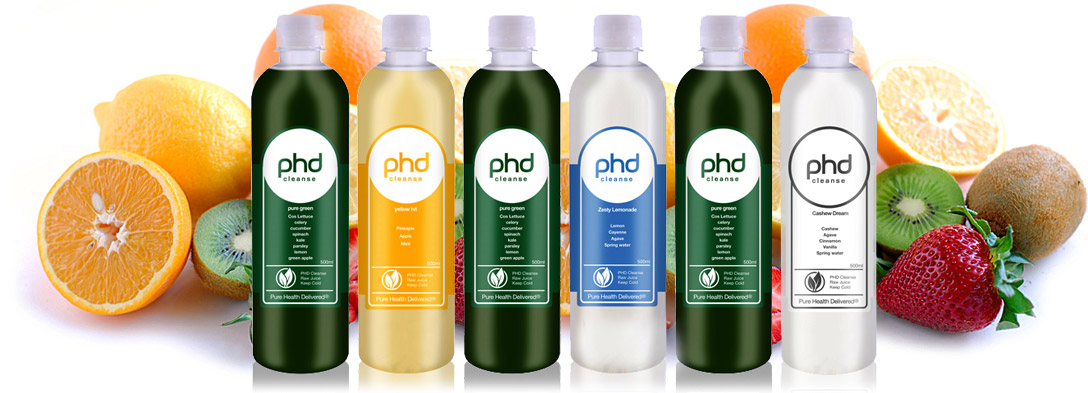 phd
cleanse
pure green
Cos Lettuce
celery
cucumber
spinach
kale
parsley
lemon
green apple
500ml
PHD Cleanse
Raw Juice
Keep Cold
Pure Health Delivered®
phd
cleanse
yellow hit
Pineapple
Apple
Mint
500ml
PHD Cleanse
Raw Juice
Keep Cold
Pure Health Delivered®
phd
cleanse
pure green
Cos Lettuce
celery
cucumber
spinach
kale
parsley
lemon
green apple
500ml
PHD Cleanse
Raw Juice
Keep Cold
Pure Health Delivered®
phd
cleanse
Zesty Lemonade
Lemon
Cayenne
Agave
Spring water
500ml
PHD Cleanse
Raw Juice
Keep Cold
Pure Health Delivered®
phd
cleanse
pure green
Cos Lettuce
celery
cucumber
spinach
kale
parsley
lemon
green apple
500ml
PHD Cleanse
Raw Juice
Keep Cold
Pure Health Delivered®
phd
cleanse
Cashew Dream
Cashew
Agave
Cinnamon
Vanilla
Spring water
500ml
PHD Cleanse
Raw Juice
Keep Cold
Pure Health Delivered®